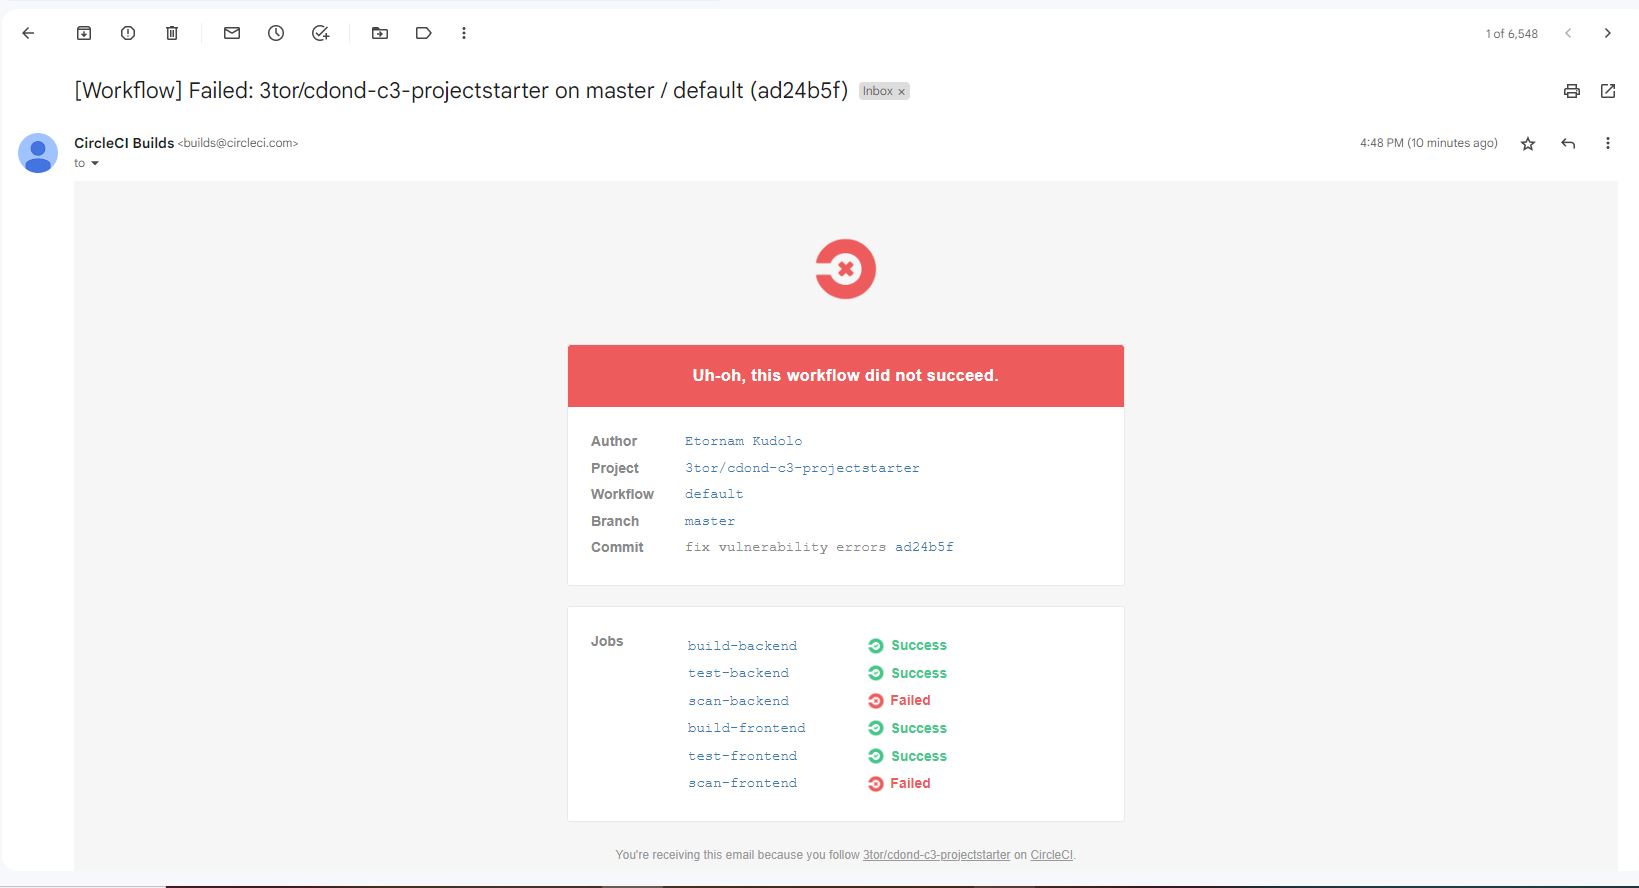 1 of 6,548
[Workflow] Failed: 3tor/cdond-c3-projectstarter on master / default (ad24b5f) Inbox ×
CircleCI Builds <builds@circleci.com>
4:48 PM (10 minutes ago)
to
Uh-oh, this workflow did not succeed.
Author Etornam Kudolo
Project 3tor/cdond-c3-projectstarter
Workflow default
Branch master
Commit fix vulnerability errors ad24b5f
Jobs
build-backend Success
test-backend Success
scan-backend Failed
build-frontend Success
test-frontend Success
scan-frontend Failed
You're receiving this email because you follow 3tor/cdond-c3-projectstarter on CircleCI.